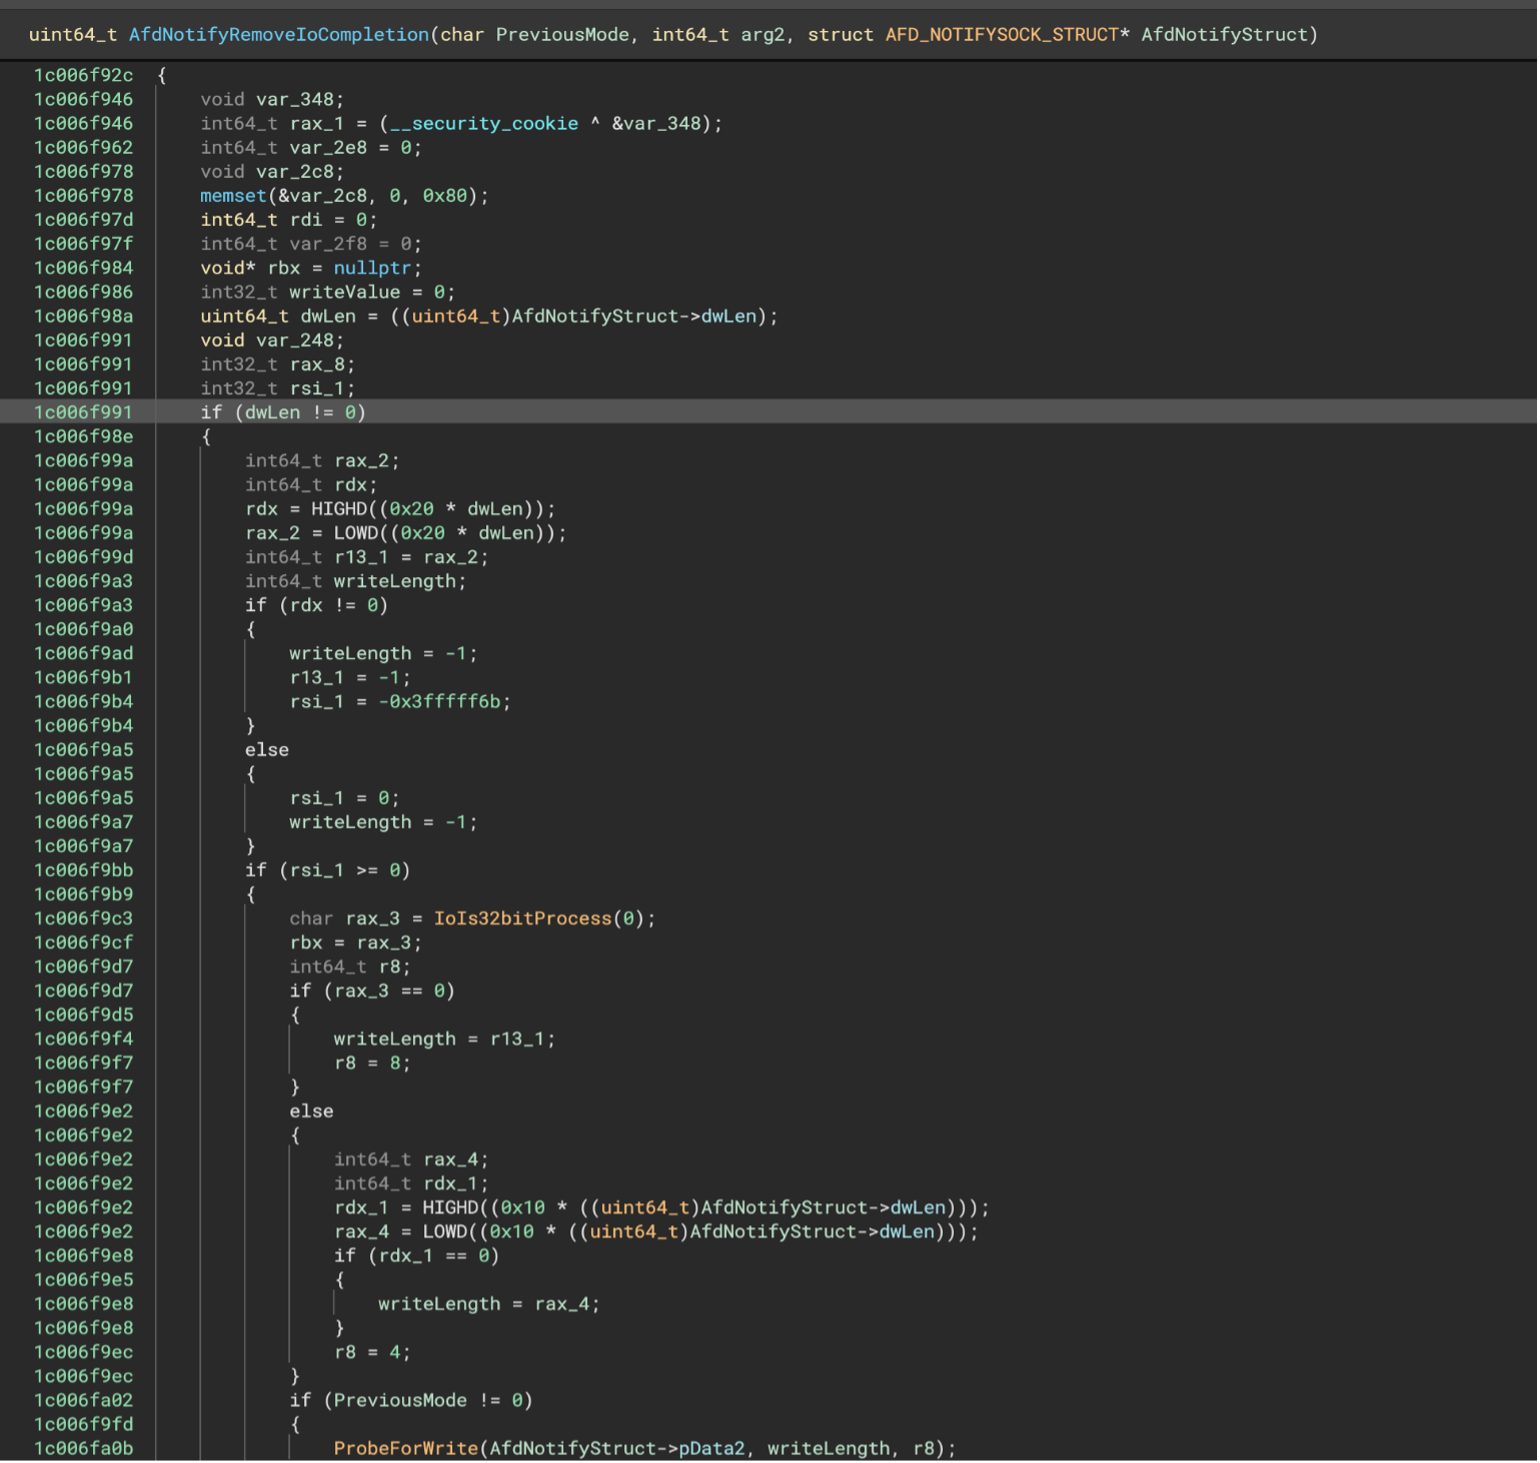 uint64_t AfdNotifyRemoveIoCompletion(char PreviousMode, int64_t arg2, struct AFD_NOTIFYSOCK_STRUCT* AfdNotifyStruct)
1c006f92c {
1c006f946 void var_348;
1c006f946 int64_t rax_1 = (__security_cookie ^ &var_348);
1c006f962 int64_t var_2e8 = 0;
1c006f978 void var_2c8;
1c006f978 memset(&var_2c8, 0, 0x80);
1c006f97d int64_t rdi = 0;
1c006f97f int64_t var_2f8 = 0;
1c006f984 void* rbx = nullptr;
1c006f986 int32_t writeValue = 0;
1c006f98a uint64_t dwLen = ((uint64_t)AfdNotifyStruct->dwLen);
1c006f991 void var_248;
1c006f991 int32_t rax_8;
1c006f991 int32_t rsi_1;
1c006f991 if (dwLen != 0)
1c006f98e {
1c006f99a int64_t rax_2;
1c006f99a int64_t rdx;
1c006f99a rdx = HIGHD((0x20 * dwLen));
1c006f99a rax_2 = LOWD((0x20 * dwLen));
1c006f99d int64_t r13_1 = rax_2;
1c006f9a3 int64_t writeLength;
1c006f9a3 if (rdx != 0)
1c006f9a0 {
1c006f9ad writeLength = -1;
1c006f9b1 r13_1 = -1;
1c006f9b4 rsi_1 = -0x3fffff6b;
1c006f9b4 }
1c006f9a5 else
1c006f9a5 {
1c006f9a5 rsi_1 = 0;
1c006f9a7 writeLength = -1;
1c006f9a7 }
1c006f9bb if (rsi_1 >= 0)
1c006f9b9 {
1c006f9c3 char rax_3 = IoIs32bitProcess(0);
1c006f9cf rbx = rax_3;
1c006f9d7 int64_t r8;
1c006f9d7 if (rax_3 == 0)
1c006f9d5 {
1c006f9f4 writeLength = r13_1;
1c006f9f7 r8 = 8;
1c006f9f7 }
1c006f9e2 else
1c006f9e2 {
1c006f9e2 int64_t rax_4;
1c006f9e2 int64_t rdx_1;
1c006f9e2 rdx_1 = HIGHD((0x10 * ((uint64_t)AfdNotifyStruct->dwLen)));
1c006f9e2 rax_4 = LOWD((0x10 * ((uint64_t)AfdNotifyStruct->dwLen)));
1c006f9e8 if (rdx_1 == 0)
1c006f9e5 {
1c006f9e8 writeLength = rax_4;
1c006f9e8 }
1c006f9ec r8 = 4;
1c006f9ec }
1c006fa02 if (PreviousMode != 0)
1c006f9fd {
1c006fa0b ProbeForWrite(AfdNotifyStruct->pData2, writeLength, r8);